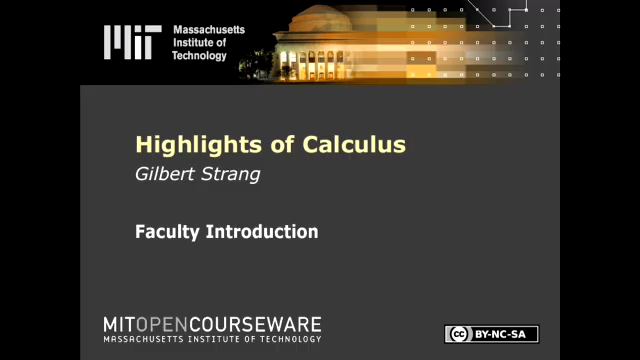 Massachusetts
Institute of
Technology
Highlights of Calculus
Gilbert Strang
Faculty Introduction
MITOPENCOURSEWARE
MASSACHUSETTS INSTITUTE OF TECHNOLOGY
cc BY-NC-SA